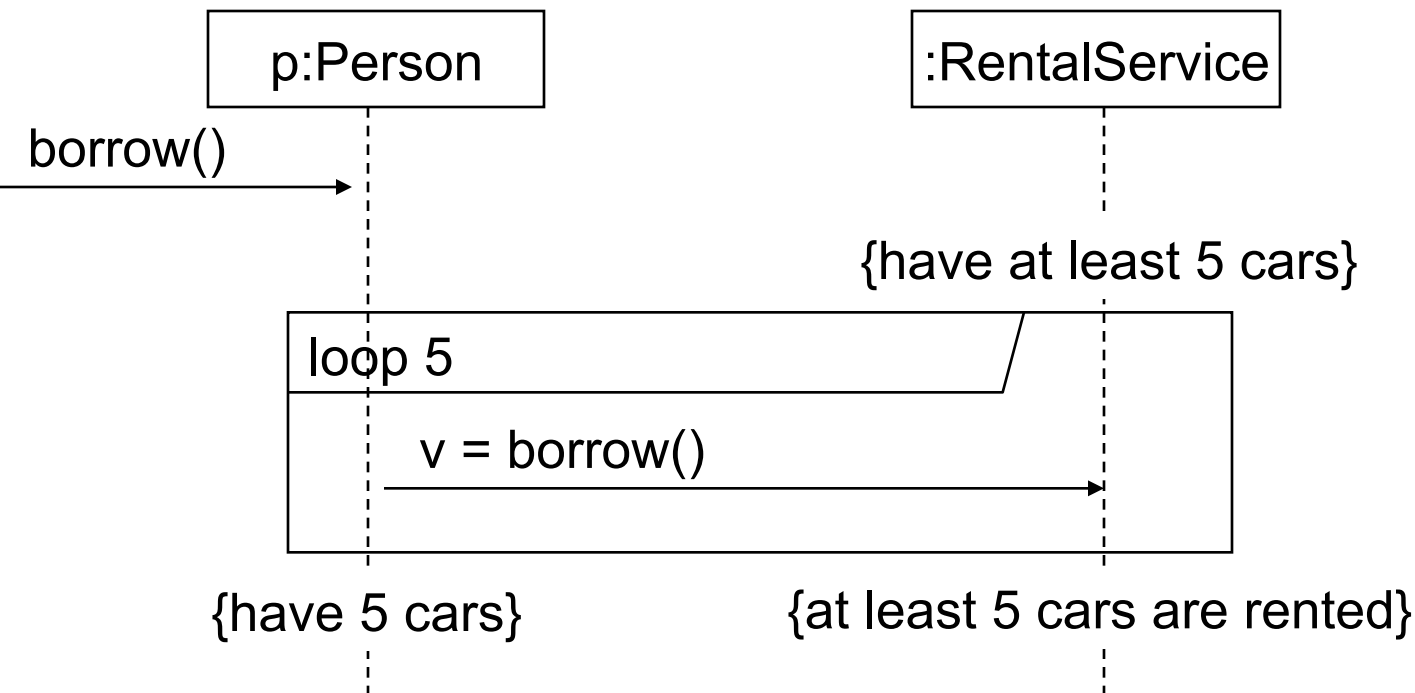 p:Person
:RentalService
borrow()
{have at least 5 cars}
loop 5
v = borrow()
{have 5 cars}
{at least 5 cars are rented}